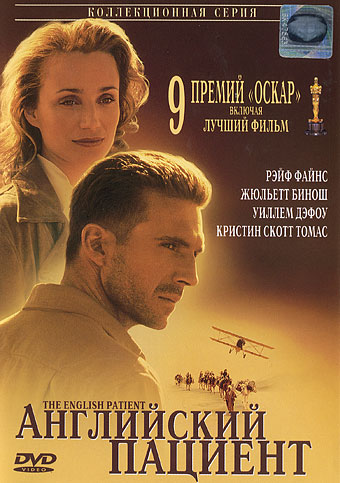 КОЛЛЕКЦИОННАЯ СЕРИЯ
9 ПРЕМИЙ «ОСКАР»
ВКЛЮЧАЯ
ЛУЧШИЙ ФИЛЬМ
РЭЙФ ФАЙНС
ЖЮЛЬЕТТ БИНОШ
УИЛЛЕМ ДЭФОУ
КРИСТИН СКОТТ ТОМАС
THE ENGLISH PATIENT
АНГЛИЙСКИЙ
ПАЦИЕНТ
DVD
VIDEO